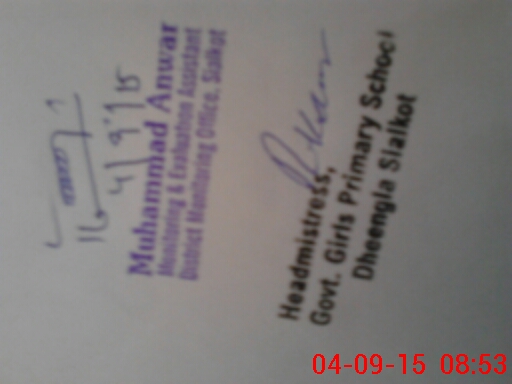 4/9/15
Muhammad Anwar
Monitoring & Evaluation Assistant
District Monitoring Office, Sialkot
Headmistress,
Govt. Girls Primary School
Dheengla Sialkot
04-09-15 08:53